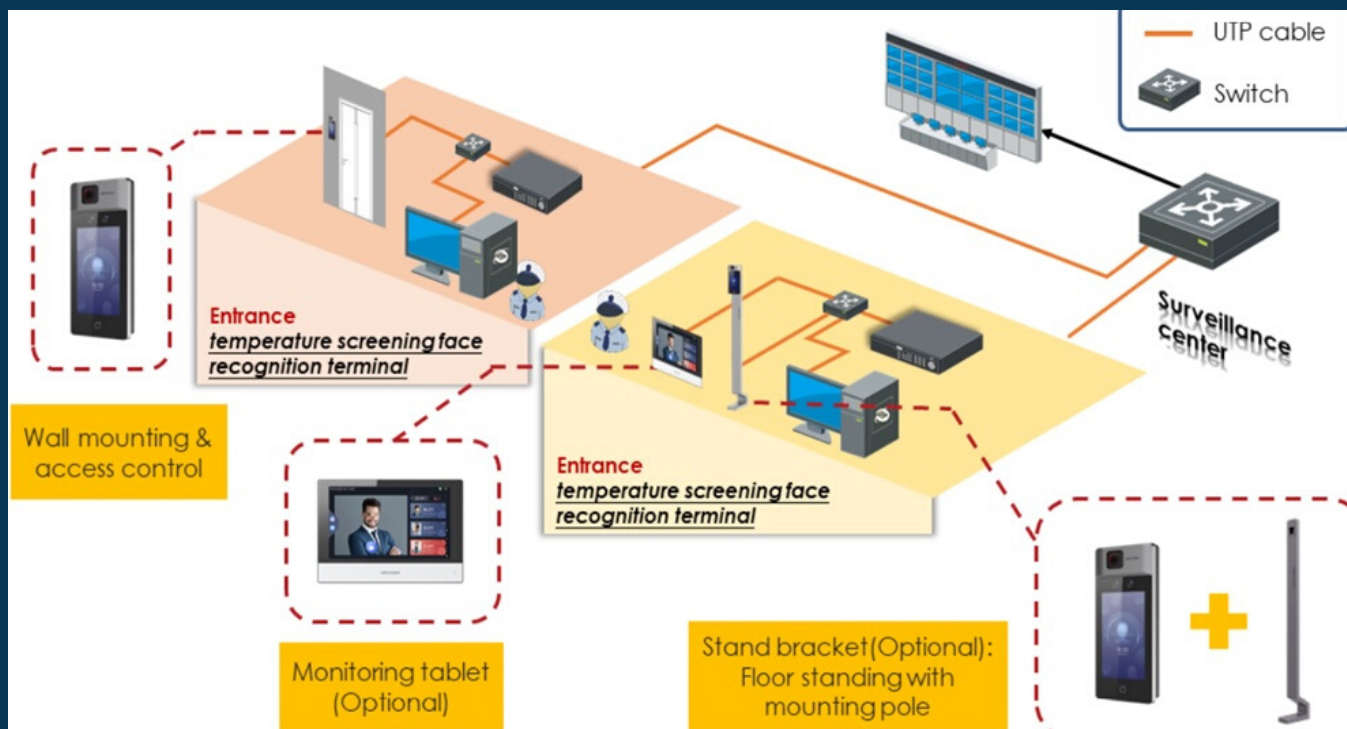 UTP cable
Switch
Surveillance
center
Entrance
temperature screening face
recognition terminal
Wall mounting &
access control
Entrance
temperature screening face
recognition terminal
Monitoring tablet
(Optional)
Stand bracket(Optional):
Floor standing with
mounting pole